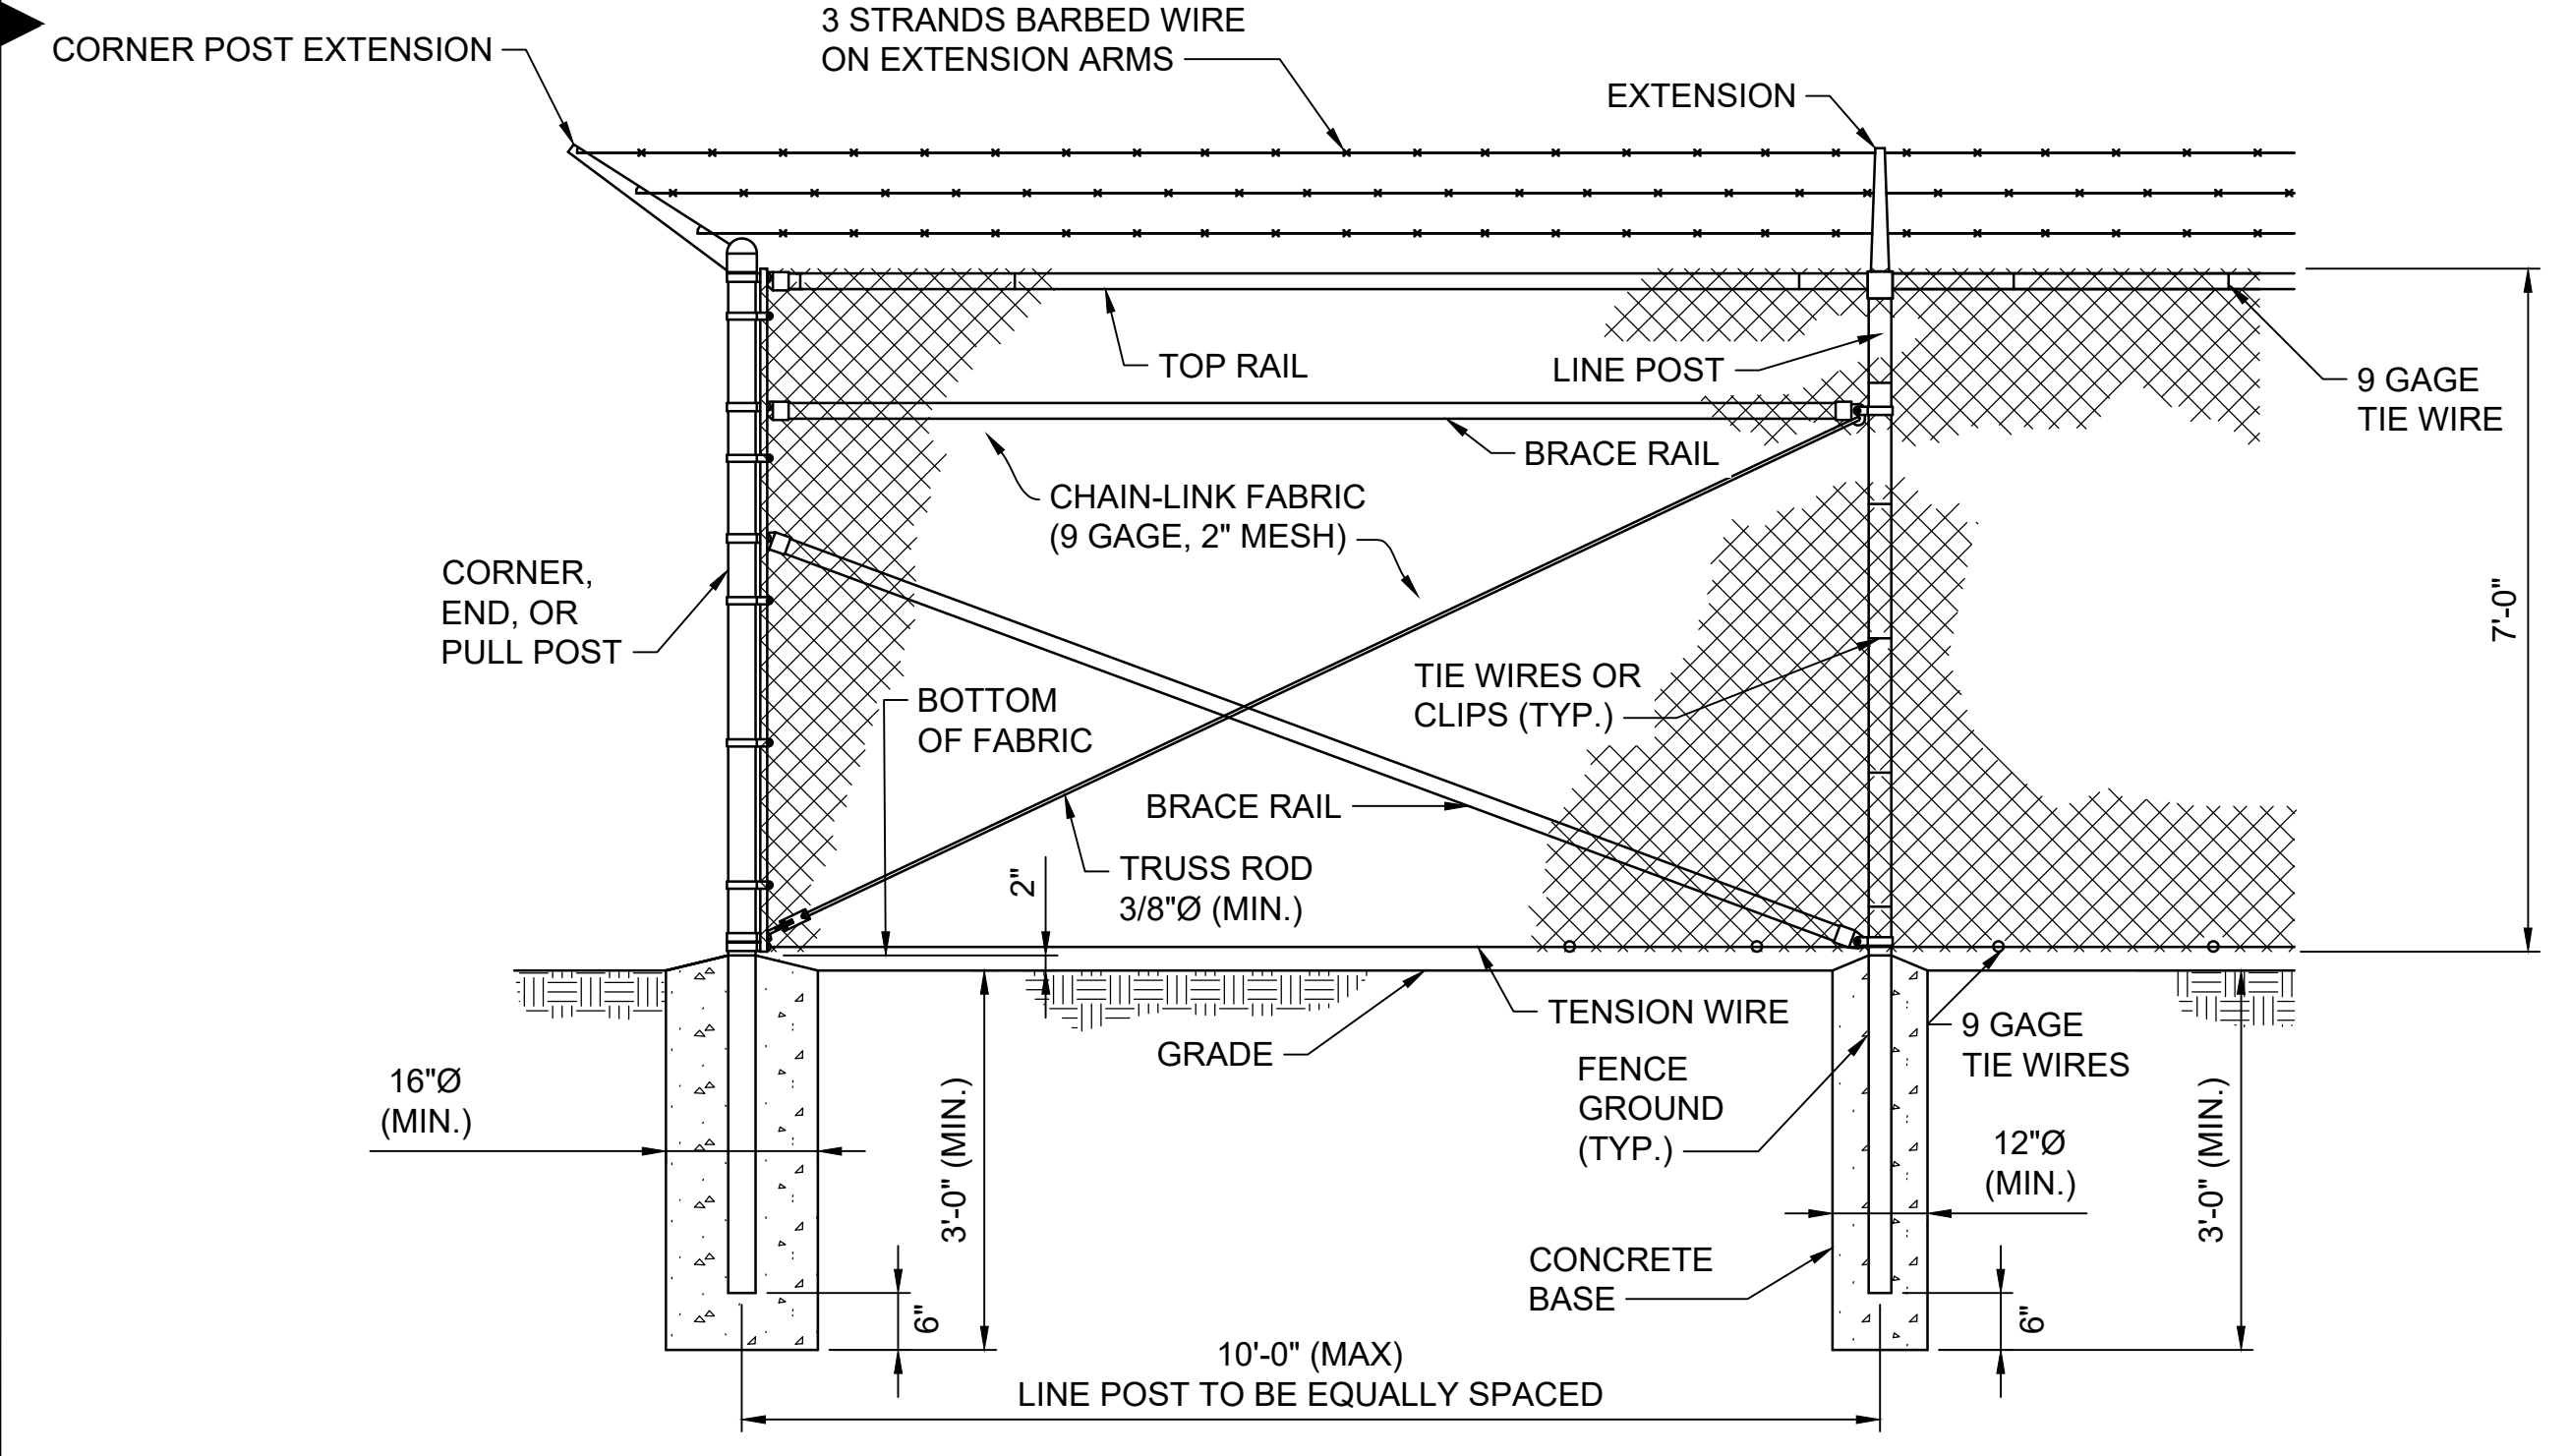 3 STRANDS BARBED WIRE
ON EXTENSION ARMS
CORNER POST EXTENSION
EXTENSION
TOP RAIL
LINE POST
9 GAGE
TIE WIRE
BRACE RAIL
CHAIN-LINK FABRIC
(9 GAGE, 2" MESH)
CORNER,
END, OR
PULL POST
7'-0"
TIE WIRES OR
CLIPS (TYP.)
BOTTOM
OF FABRIC
BRACE RAIL
TRUSS ROD
3/8"Ø (MIN.)
2"
TENSION WIRE
GRADE
9 GAGE
TIE WIRES
FENCE
GROUND
(TYP.)
16"Ø
(MIN.)
3'-0" (MIN.)
12"Ø
(MIN.)
3'-0" (MIN.)
CONCRETE
BASE
6"
6"
10'-0" (MAX)
LINE POST TO BE EQUALLY SPACED